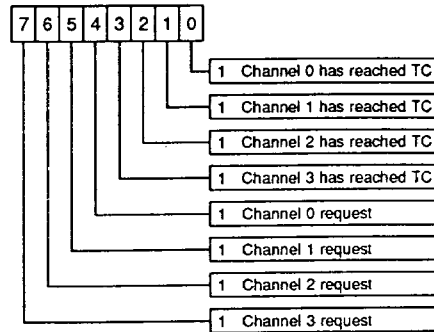 7 6 5 4 3 2 1 0
1 Channel 0 has reached TC
1 Channel 1 has reached TC
1 Channel 2 has reached TC
1 Channel 3 has reached TC
1 Channel 0 request
1 Channel 1 request
1 Channel 2 request
1 Channel 3 request